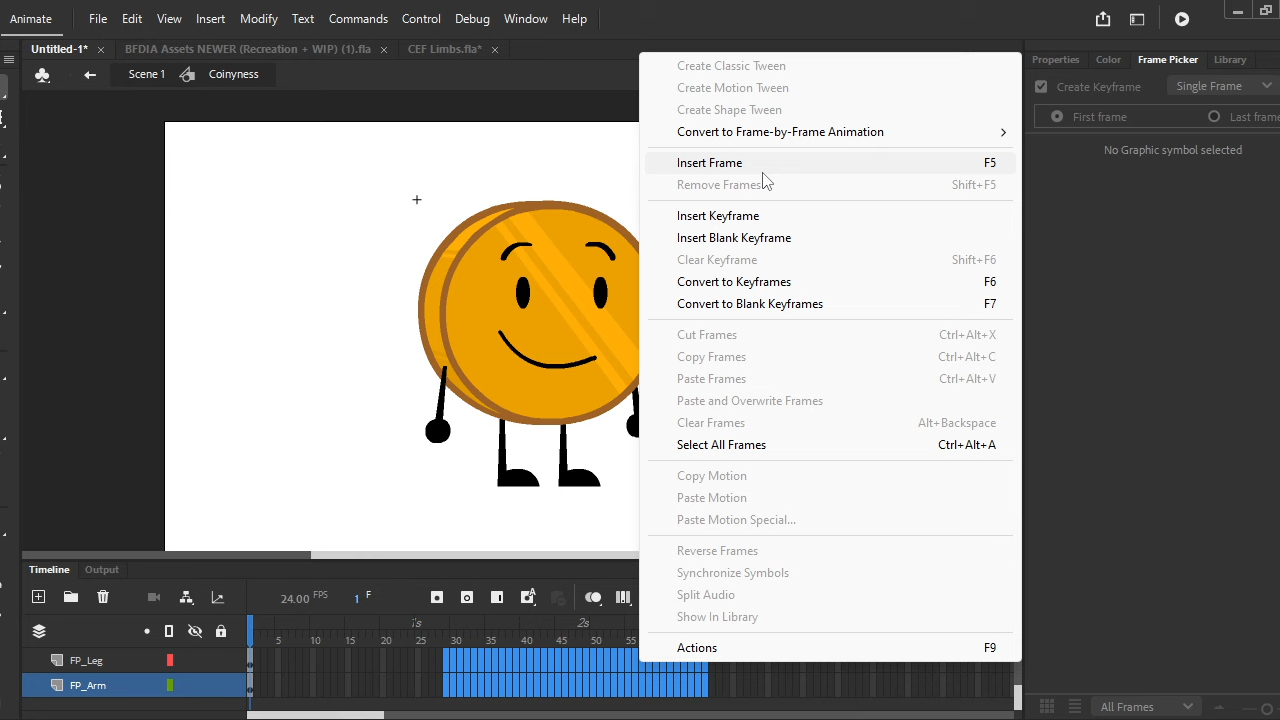 Animate File Edit View Insert Modify Text Commands Control Debug Window Help
Untitled-1* BFDIA Assets NEWER (Recreation + WIP) (1).fla* CEF Limbs.fla*
Scene 1 Coinyness
Properties Color Frame Picker Library
Create Keyframe Single Frame
First frame Last frame
No Graphic symbol selected
Create Classic Tween
Create Motion Tween
Create Shape Tween
Convert to Frame-by-Frame Animation
Insert Frame F5
Remove Frames Shift+F5
Insert Keyframe
Insert Blank Keyframe
Clear Keyframe Shift+F6
Convert to Keyframes F6
Convert to Blank Keyframes F7
Cut Frames Ctrl+Alt+X
Copy Frames Ctrl+Alt+C
Paste Frames Ctrl+Alt+V
Paste and Overwrite Frames
Clear Frames Alt+Backspace
Select All Frames Ctrl+Alt+A
Copy Motion
Paste Motion
Paste Motion Special...
Reverse Frames
Synchronize Symbols
Split Audio
Show In Library
Actions F9
Timeline Output
24.00 FPS 1 F
1s 2s
5 10 15 20 25 30 35 40 45 50 55
FP_Leg
FP_Arm
All Frames